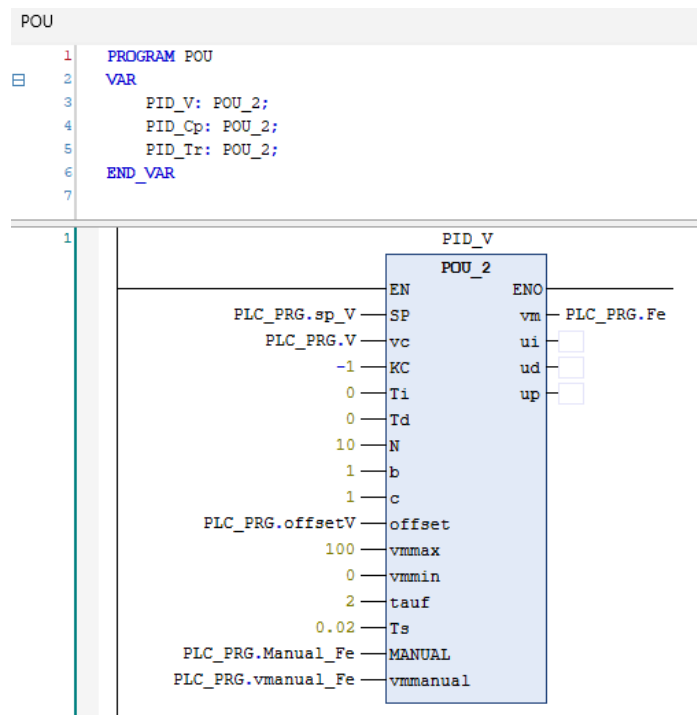 POU
1 PROGRAM POU
2 VAR
3 PID_V: POU_2;
4 PID_Cp: POU_2;
5 PID_Tr: POU_2;
6 END_VAR
7
1 PID_V
POU_2
EN ENO
PLC_PRG.sp_V SP vm PLC_PRG.Fe
PLC_PRG.V vc ui
-1 KC ud
0 Ti up
0 Td
10 N
1 b
1 c
PLC_PRG.offsetV offset
100 vmmax
0 vmmin
2 tauf
0.02 Ts
PLC_PRG.Manual_Fe MANUAL
PLC_PRG.vmanual_Fe vmmanual